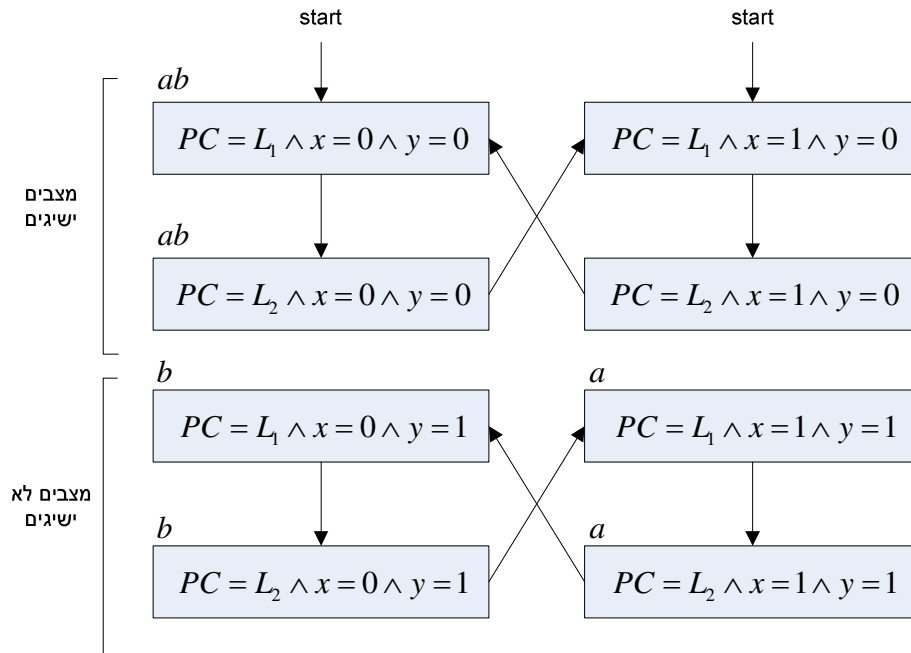 start start
ab
PC = L₁ ∧ x = 0 ∧ y = 0 PC = L₁ ∧ x = 1 ∧ y = 0
מצבים
ישיגים
ab
PC = L₂ ∧ x = 0 ∧ y = 0 PC = L₂ ∧ x = 1 ∧ y = 0
b a
PC = L₁ ∧ x = 0 ∧ y = 1 PC = L₁ ∧ x = 1 ∧ y = 1
מצבים לא
ישיגים
b a
PC = L₂ ∧ x = 0 ∧ y = 1 PC = L₂ ∧ x = 1 ∧ y = 1